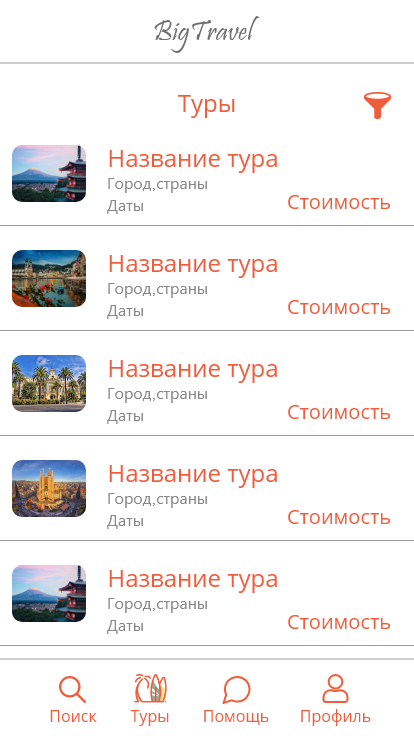 BigTravel
Туры
Название тура
Город,страны
Даты
Стоимость
Название тура
Город,страны
Даты
Стоимость
Название тура
Город,страны
Даты
Стоимость
Название тура
Город,страны
Даты
Стоимость
Название тура
Город,страны
Даты
Стоимость
Поиск Туры Помощь Профиль